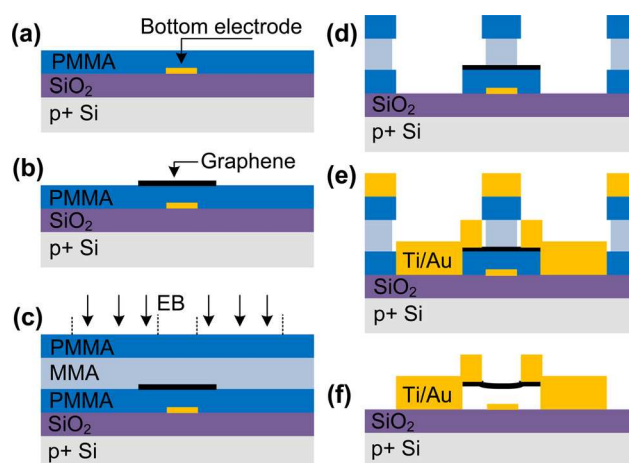 (a)
Bottom electrode
PMMA
SiO₂
p+ Si
(b)
Graphene
PMMA
SiO₂
p+ Si
(c)
EB
PMMA
MMA
PMMA
SiO₂
p+ Si
(d)
SiO₂
p+ Si
(e)
Ti/Au
SiO₂
p+ Si
(f)
Ti/Au
SiO₂
p+ Si